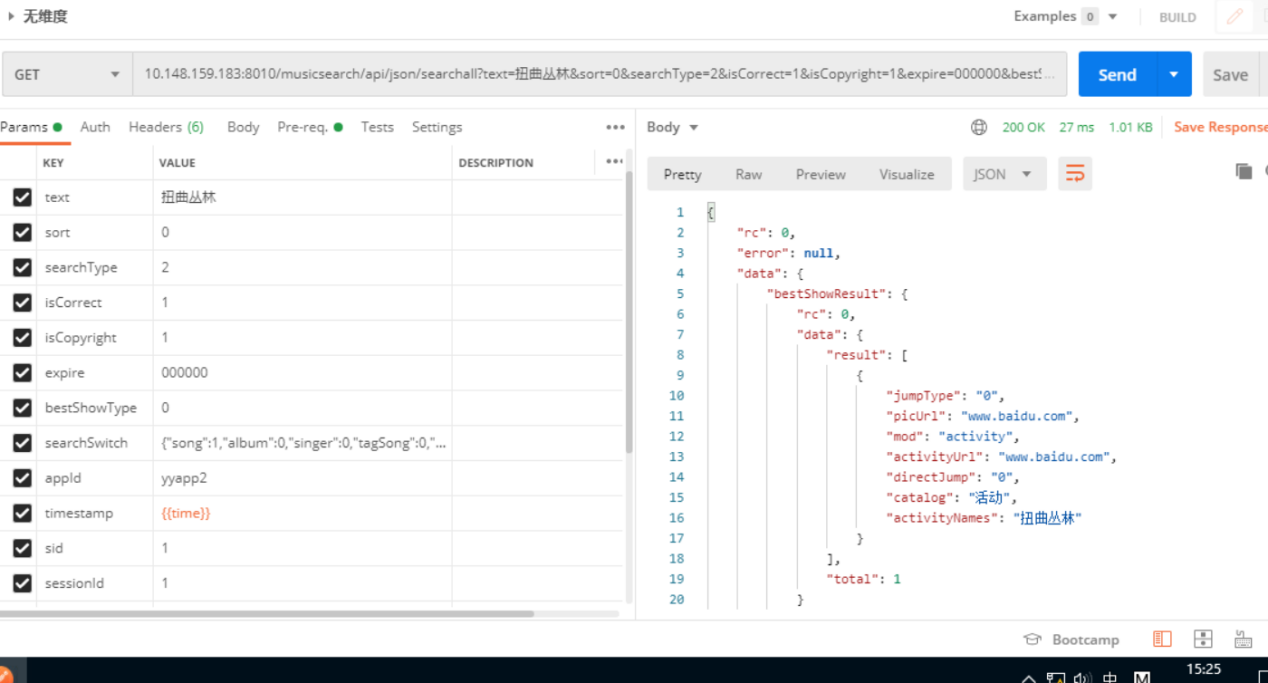 无维度
Examples 0
BUILD
GET
10.148.159.183:8010/musicsearch/api/json/searchall?text=扭曲丛林&sort=0&searchType=2&isCorrect=1&isCopyright=1&expire=000000&bestS...
Send
Save
Params
Auth
Headers (6)
Body
Pre-req.
Tests
Settings
KEY VALUE DESCRIPTION
text 扭曲丛林
sort 0
searchType 2
isCorrect 1
isCopyright 1
expire 000000
bestShowType 0
searchSwitch {"song":1,"album":0,"singer":0,"tagSong":0,"...
appId yyapp2
timestamp {{time}}
sid 1
sessionId 1
Body
200 OK 27 ms 1.01 KB Save Response
Pretty Raw Preview Visualize JSON
1 {
2 "rc": 0,
3 "error": null,
4 "data": {
5 "bestShowResult": {
6 "rc": 0,
7 "data": {
8 "result": [
9 {
10 "jumpType": "0",
11 "picUrl": "www.baidu.com",
12 "mod": "activity",
13 "activityUrl": "www.baidu.com",
14 "directJump": "0",
15 "catalog": "活动",
16 "activityNames": "扭曲丛林"
17 }
18 ],
19 "total": 1
20 }
Bootcamp
中 M
15:25